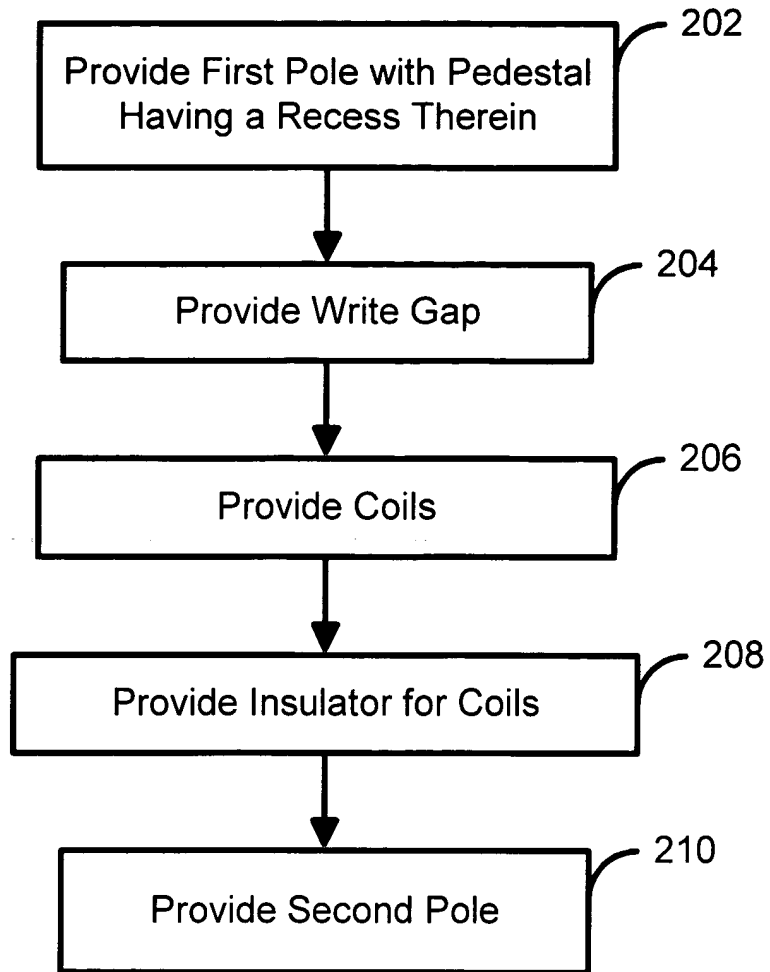 202
Provide First Pole with Pedestal
Having a Recess Therein
204
Provide Write Gap
206
Provide Coils
208
Provide Insulator for Coils
210
Provide Second Pole